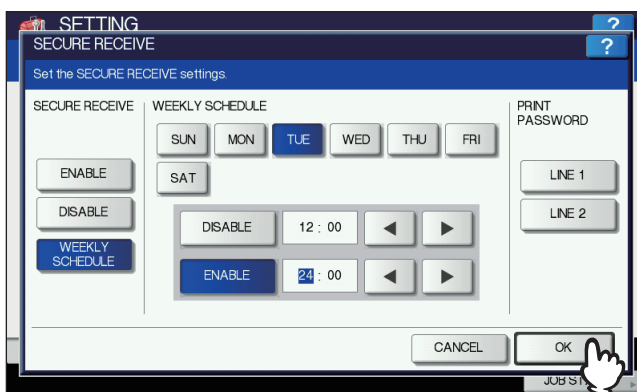 SETTING
?
SECURE RECEIVE
?
Set the SECURE RECEIVE settings.
SECURE RECEIVE
WEEKLY SCHEDULE
PRINT
PASSWORD
SUN MON TUE WED THU FRI
SAT
ENABLE
DISABLE
WEEKLY
SCHEDULE
DISABLE 12 : 00
ENABLE 24 : 00
LINE 1
LINE 2
CANCEL OK
JOB